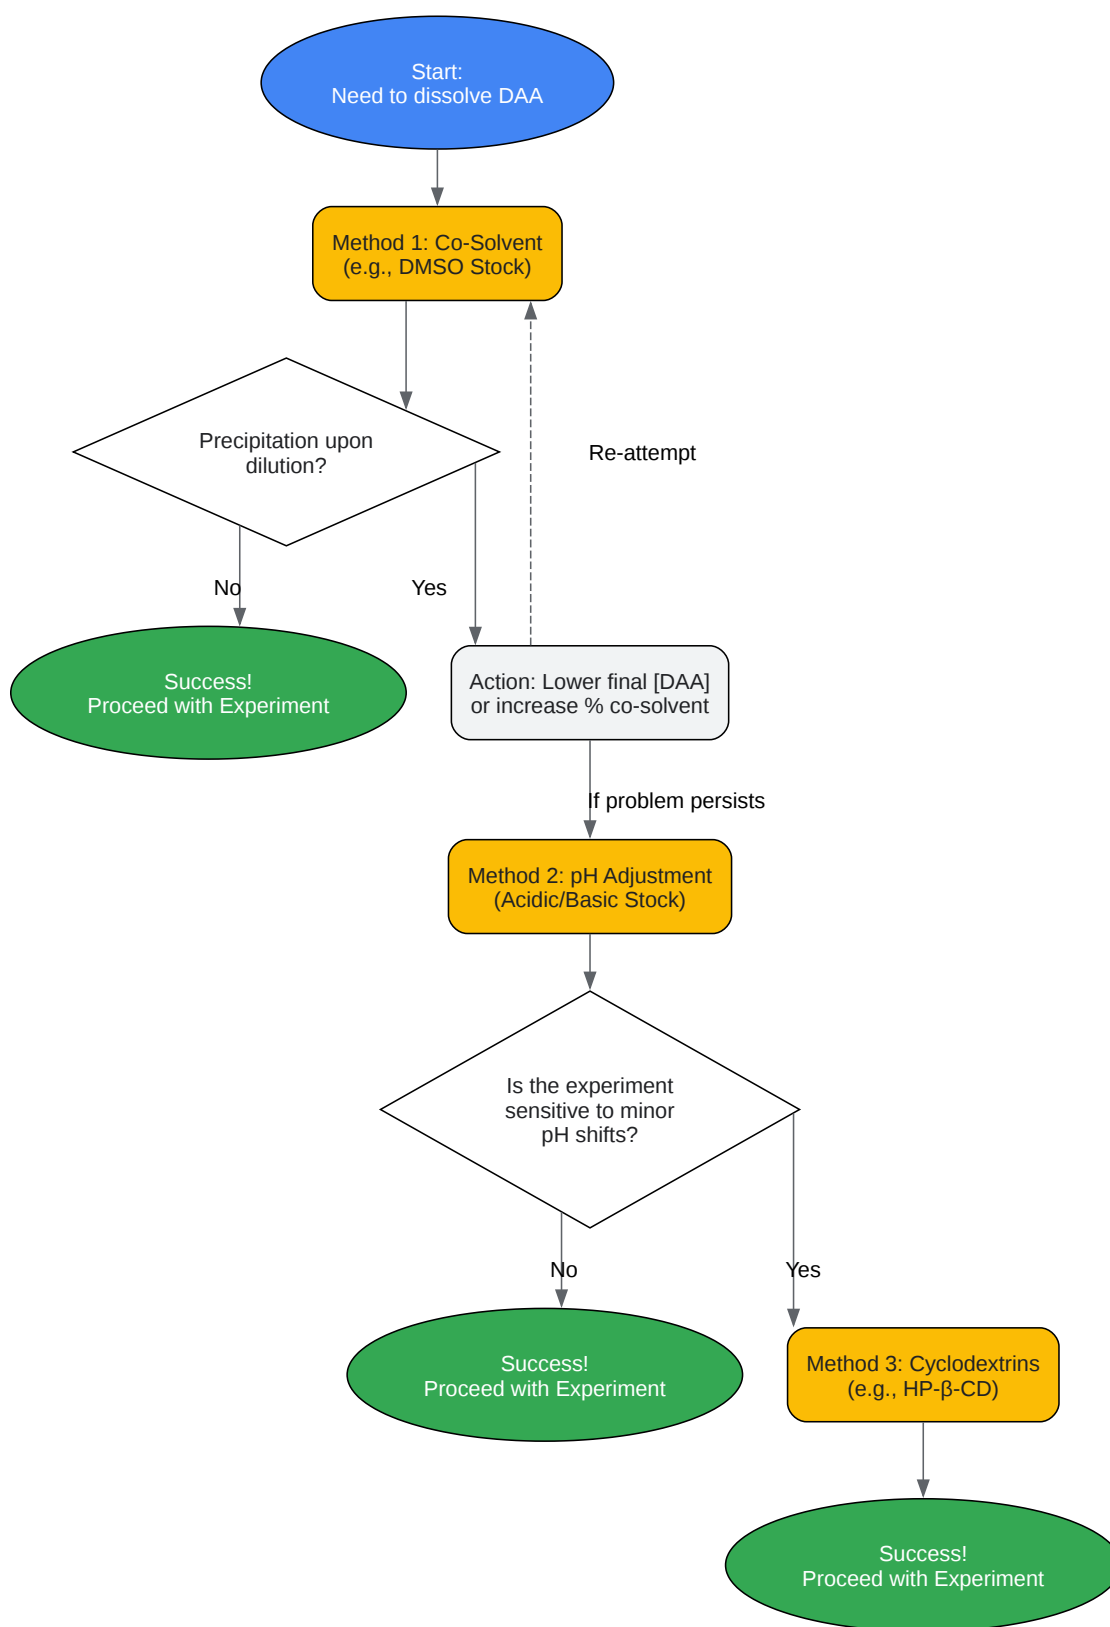 Start:
Need to dissolve DAA
Method 1: Co-Solvent
(e.g., DMSO Stock)
Precipitation upon
dilution?
Re-attempt
No
Yes
Success!
Proceed with Experiment
Action: Lower final [DAA]
or increase % co-solvent
If problem persists
Method 2: pH Adjustment
(Acidic/Basic Stock)
Is the experiment
sensitive to minor
pH shifts?
No
Yes
Success!
Proceed with Experiment
Method 3: Cyclodextrins
(e.g., HP-β-CD)
Success!
Proceed with Experiment